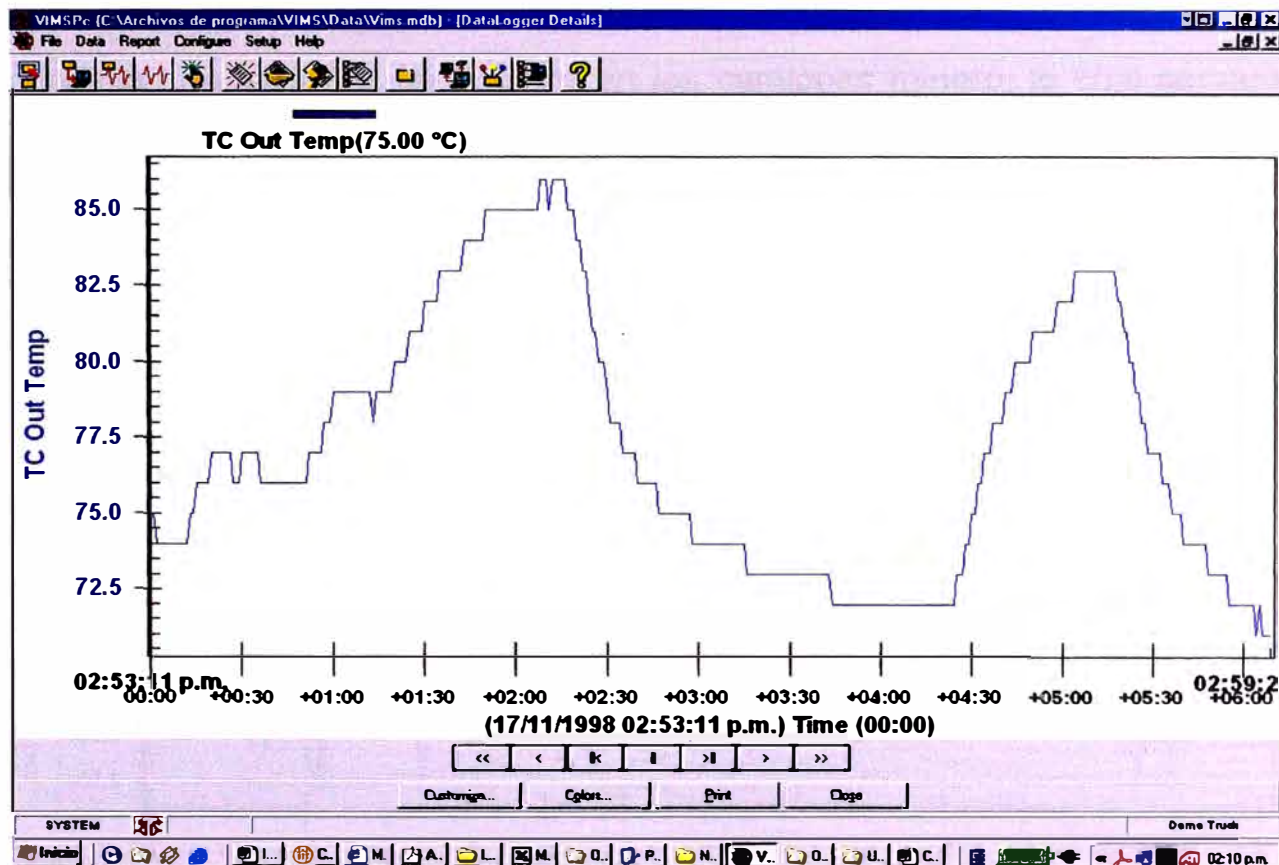 VIMSPc [C:\Archivos de programa\VIMS\Data\Vims.mdb] - [DataLogger Details]
File Data Report Configure Setup Help
TC Out Temp(75.00 °C)
TC Out Temp
85.0
82.5
80.0
77.5
75.0
72.5
02:53:11 p.m.
02:59:2
00:00 +00:30 +01:00 +01:30 +02:00 +02:30 +03:00 +03:30 +04:00 +04:30 +05:00 +05:30 +06:00
(17/11/1998 02:53:11 p.m.) Time (00:00)
<< < > >>
Customize... Colors... Print Close
SYSTEM
Demo Truck
Inicio I... C.. M. A.. L.. M. O.. P.. N.. V.. O.. U.. C.. 02:10 p.m.